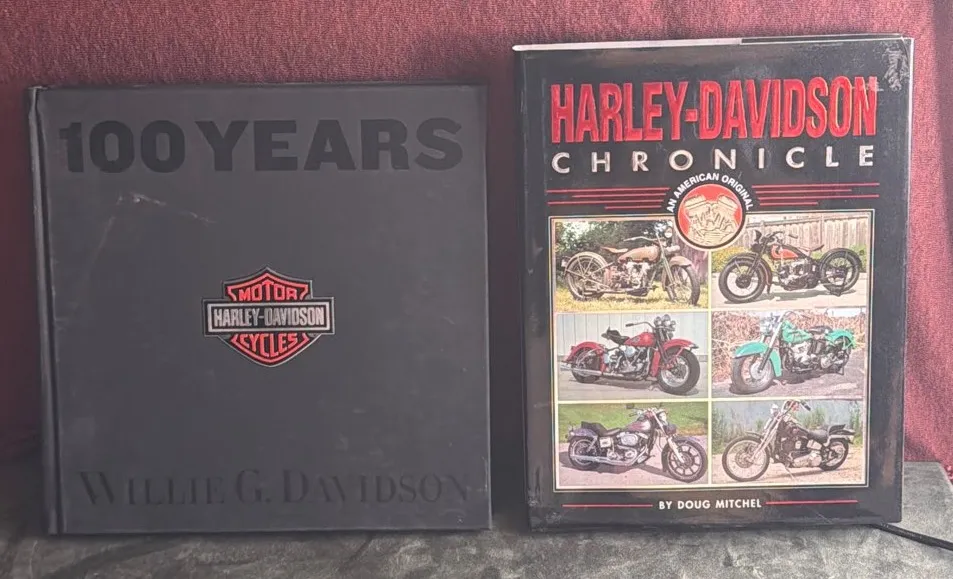 100 YEARS
MOTOR
HARLEY-DAVIDSON
CYCLES
WILLIE G. DAVIDSON
HARLEY-DAVIDSON
CHRONICLE
AN AMERICAN ORIGINAL
BY DOUG MITCHEL